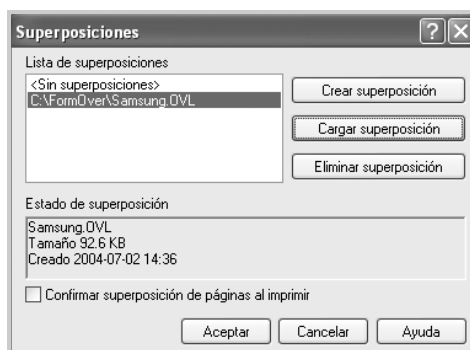 Superposiciones
Lista de superposiciones
<Sin superposiciones>
C:\FormOver\Samsung.OVL
Crear superposición
Cargar superposición
Eliminar superposición
Estado de superposición
Samsung.OVL
Tamaño 92.6 KB
Creado 2004-07-02 14:36
Confirmar superposición de páginas al imprimir
Aceptar
Cancelar
Ayuda